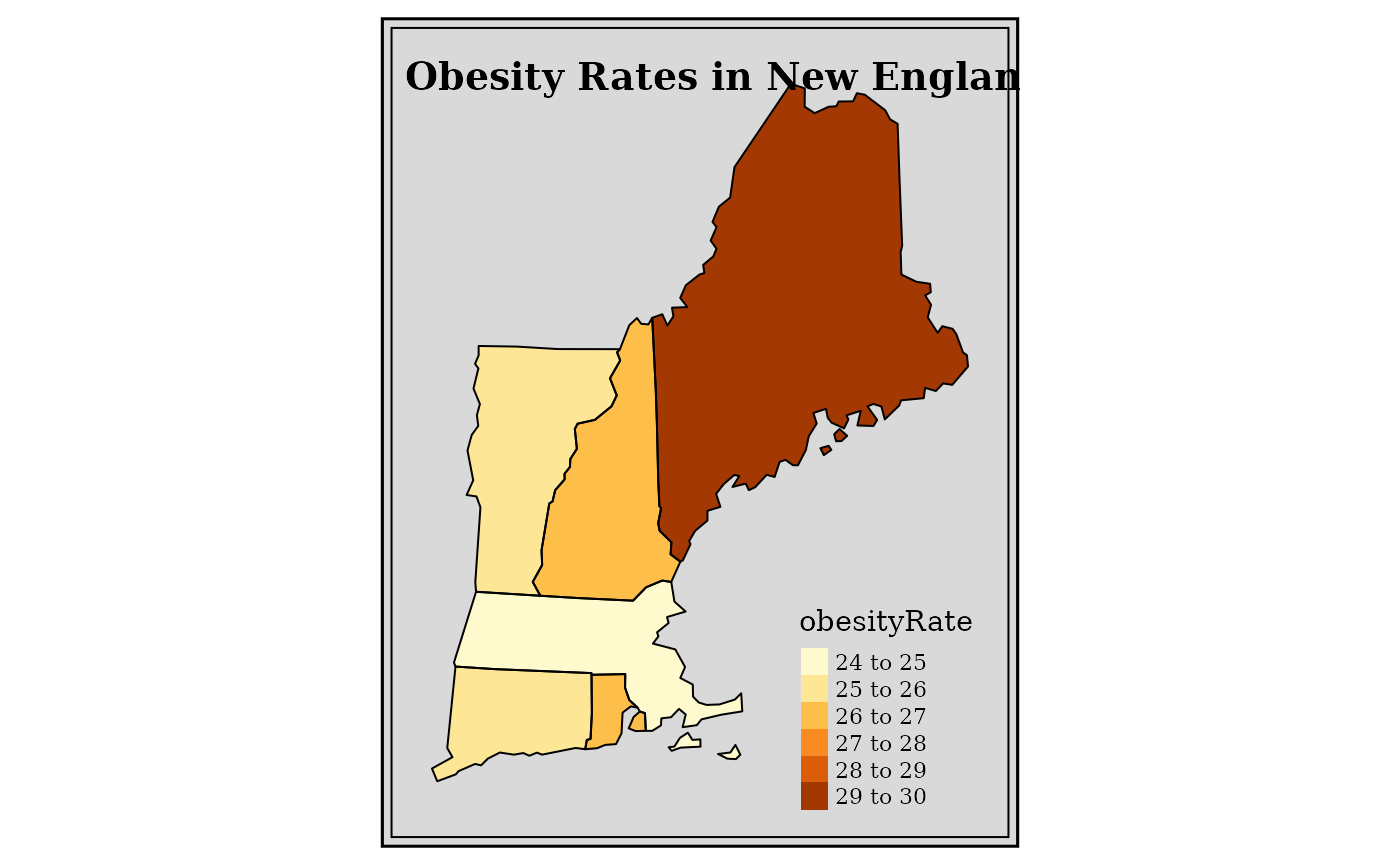 Obesity Rates in New Englan
obesityRate
24 to 25
25 to 26
26 to 27
27 to 28
28 to 29
29 to 30